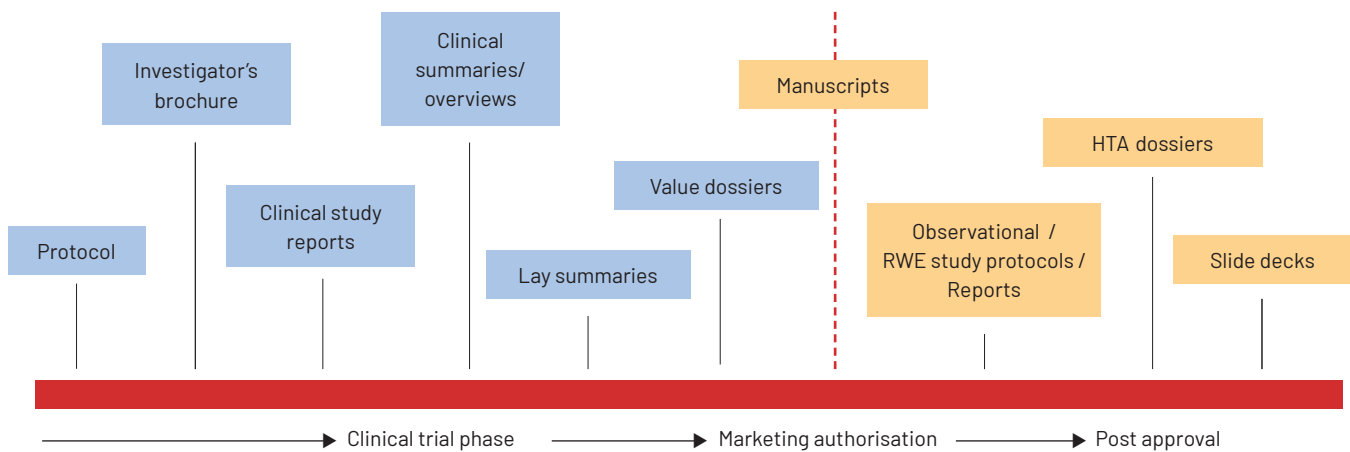 Protocol
Investigator's
brochure
Clinical study
reports
Clinical
summaries/
overviews
Lay summaries
Value dossiers
Manuscripts
Observational /
RWE study protocols /
Reports
HTA dossiers
Slide decks
Clinical trial phase
Marketing authorisation
Post approval